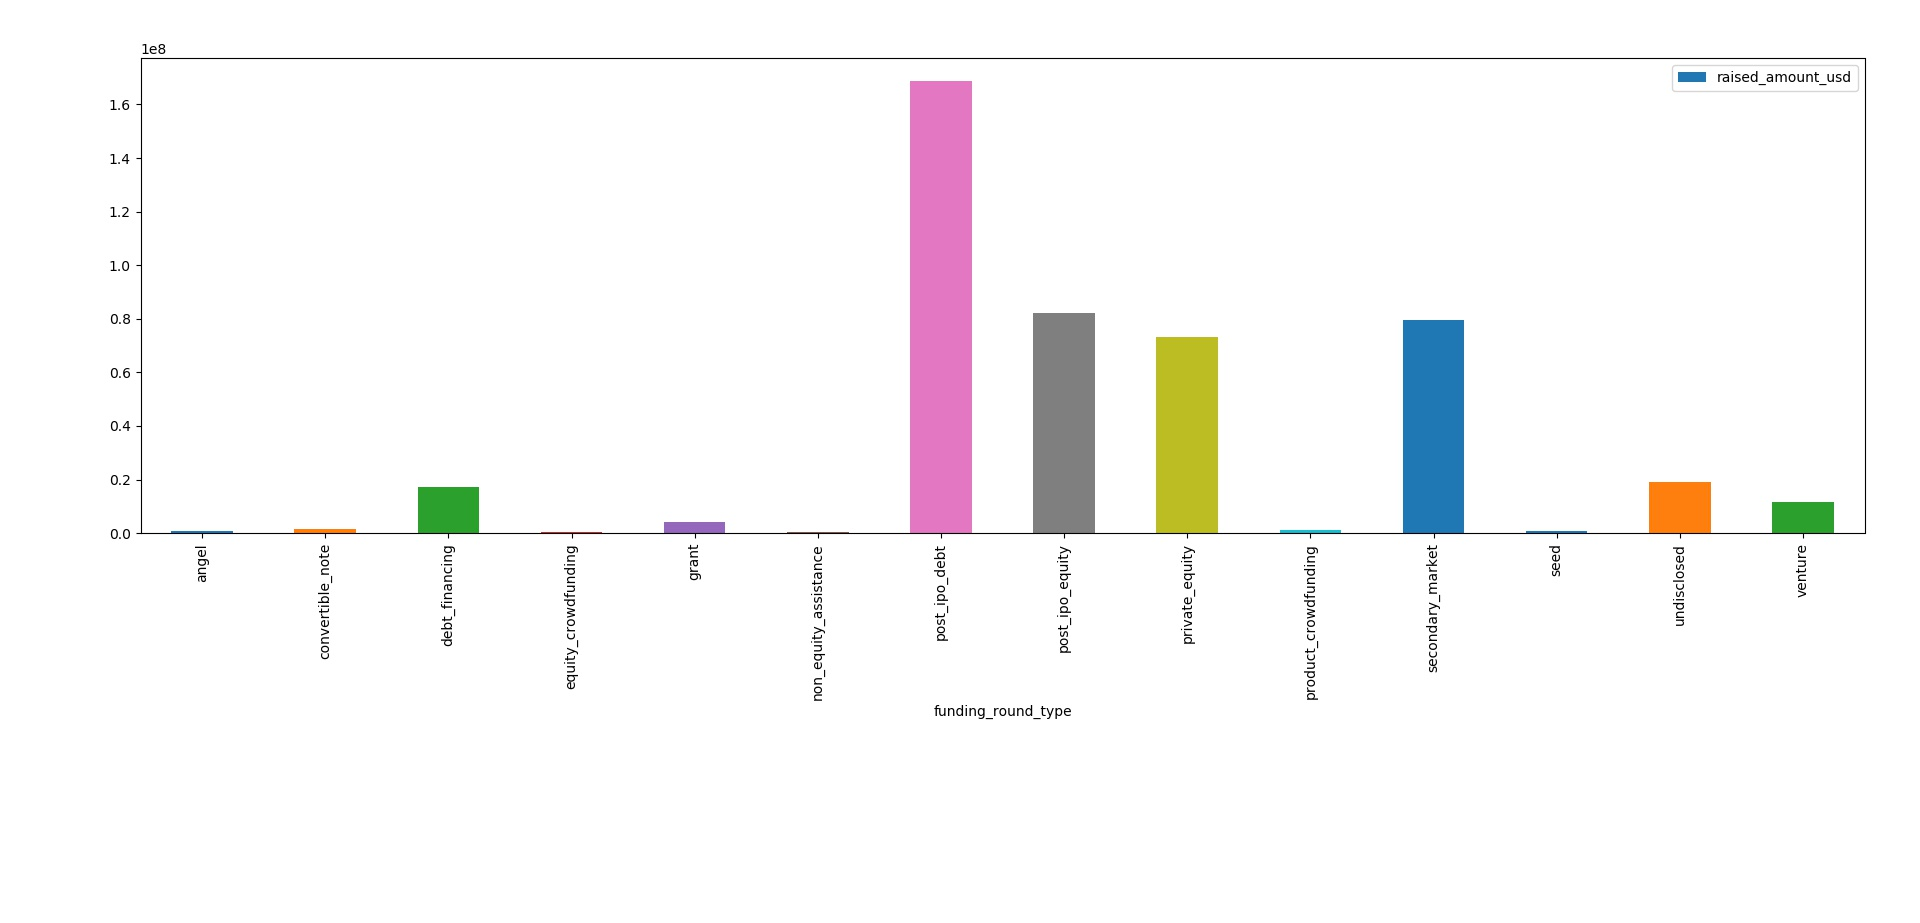 1e8
raised_amount_usd
1.6
1.4
1.2
1.0
0.8
0.6
0.4
0.2
0.0
angel
convertible_note
debt_financing
equity_crowdfunding
grant
non_equity_assistance
post_ipo_debt
post_ipo_equity
private_equity
product_crowdfunding
secondary_market
seed
undisclosed
venture
funding_round_type